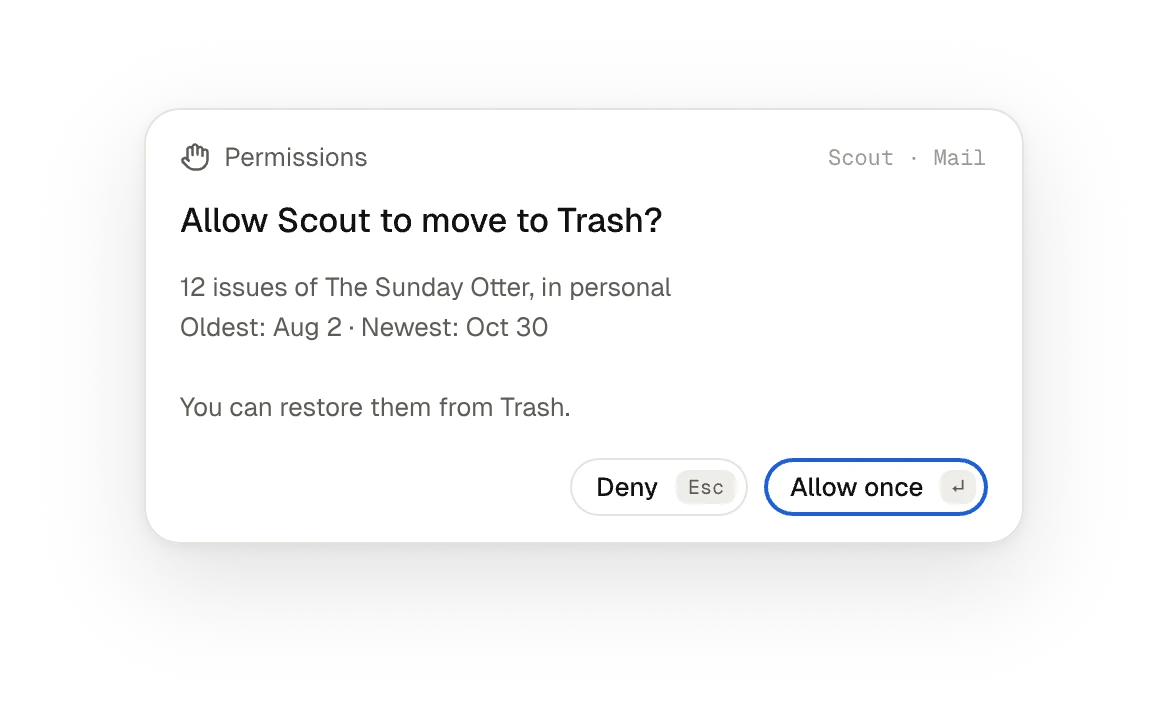 Permissions
Scout · Mail
Allow Scout to move to Trash?
12 issues of The Sunday Otter, in personal
Oldest: Aug 2 · Newest: Oct 30
You can restore them from Trash.
Deny Esc
Allow once ↵